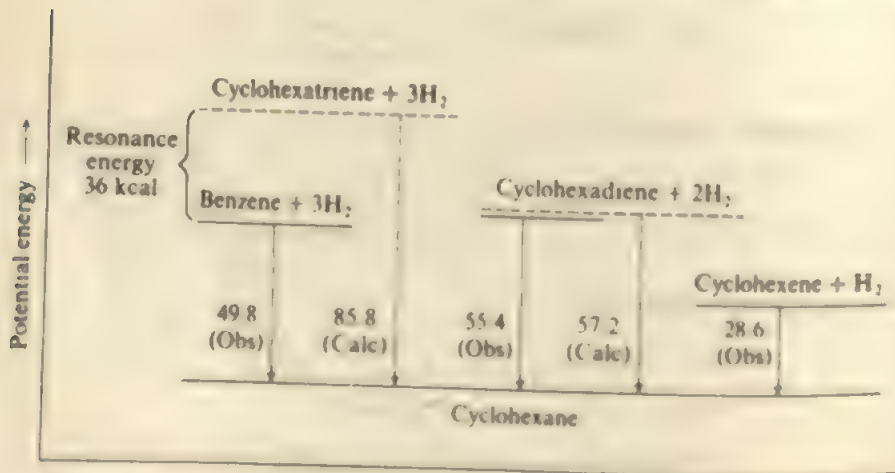 Cyclohexatriene + 3H₂
Resonance
energy
36 kcal
Benzene + 3H₂
Cyclohexadiene + 2H₂
Cyclohexene + H₂
49.8
(Obs)
85.8
(Calc)
55.4
(Obs)
57.2
(Calc)
28.6
(Obs)
Cyclohexane
Potential energy